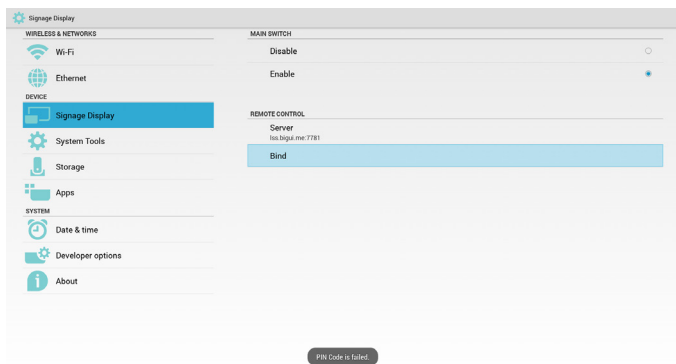 Signage Display
WIRELESS & NETWORKS
Wi-Fi
Ethernet
DEVICE
Signage Display
System Tools
Storage
Apps
SYSTEM
Date & time
Developer options
About
MAIN SWITCH
Disable
Enable
REMOTE CONTROL
Server
lss.bigui.me:7781
Bind
PIN Code is failed.